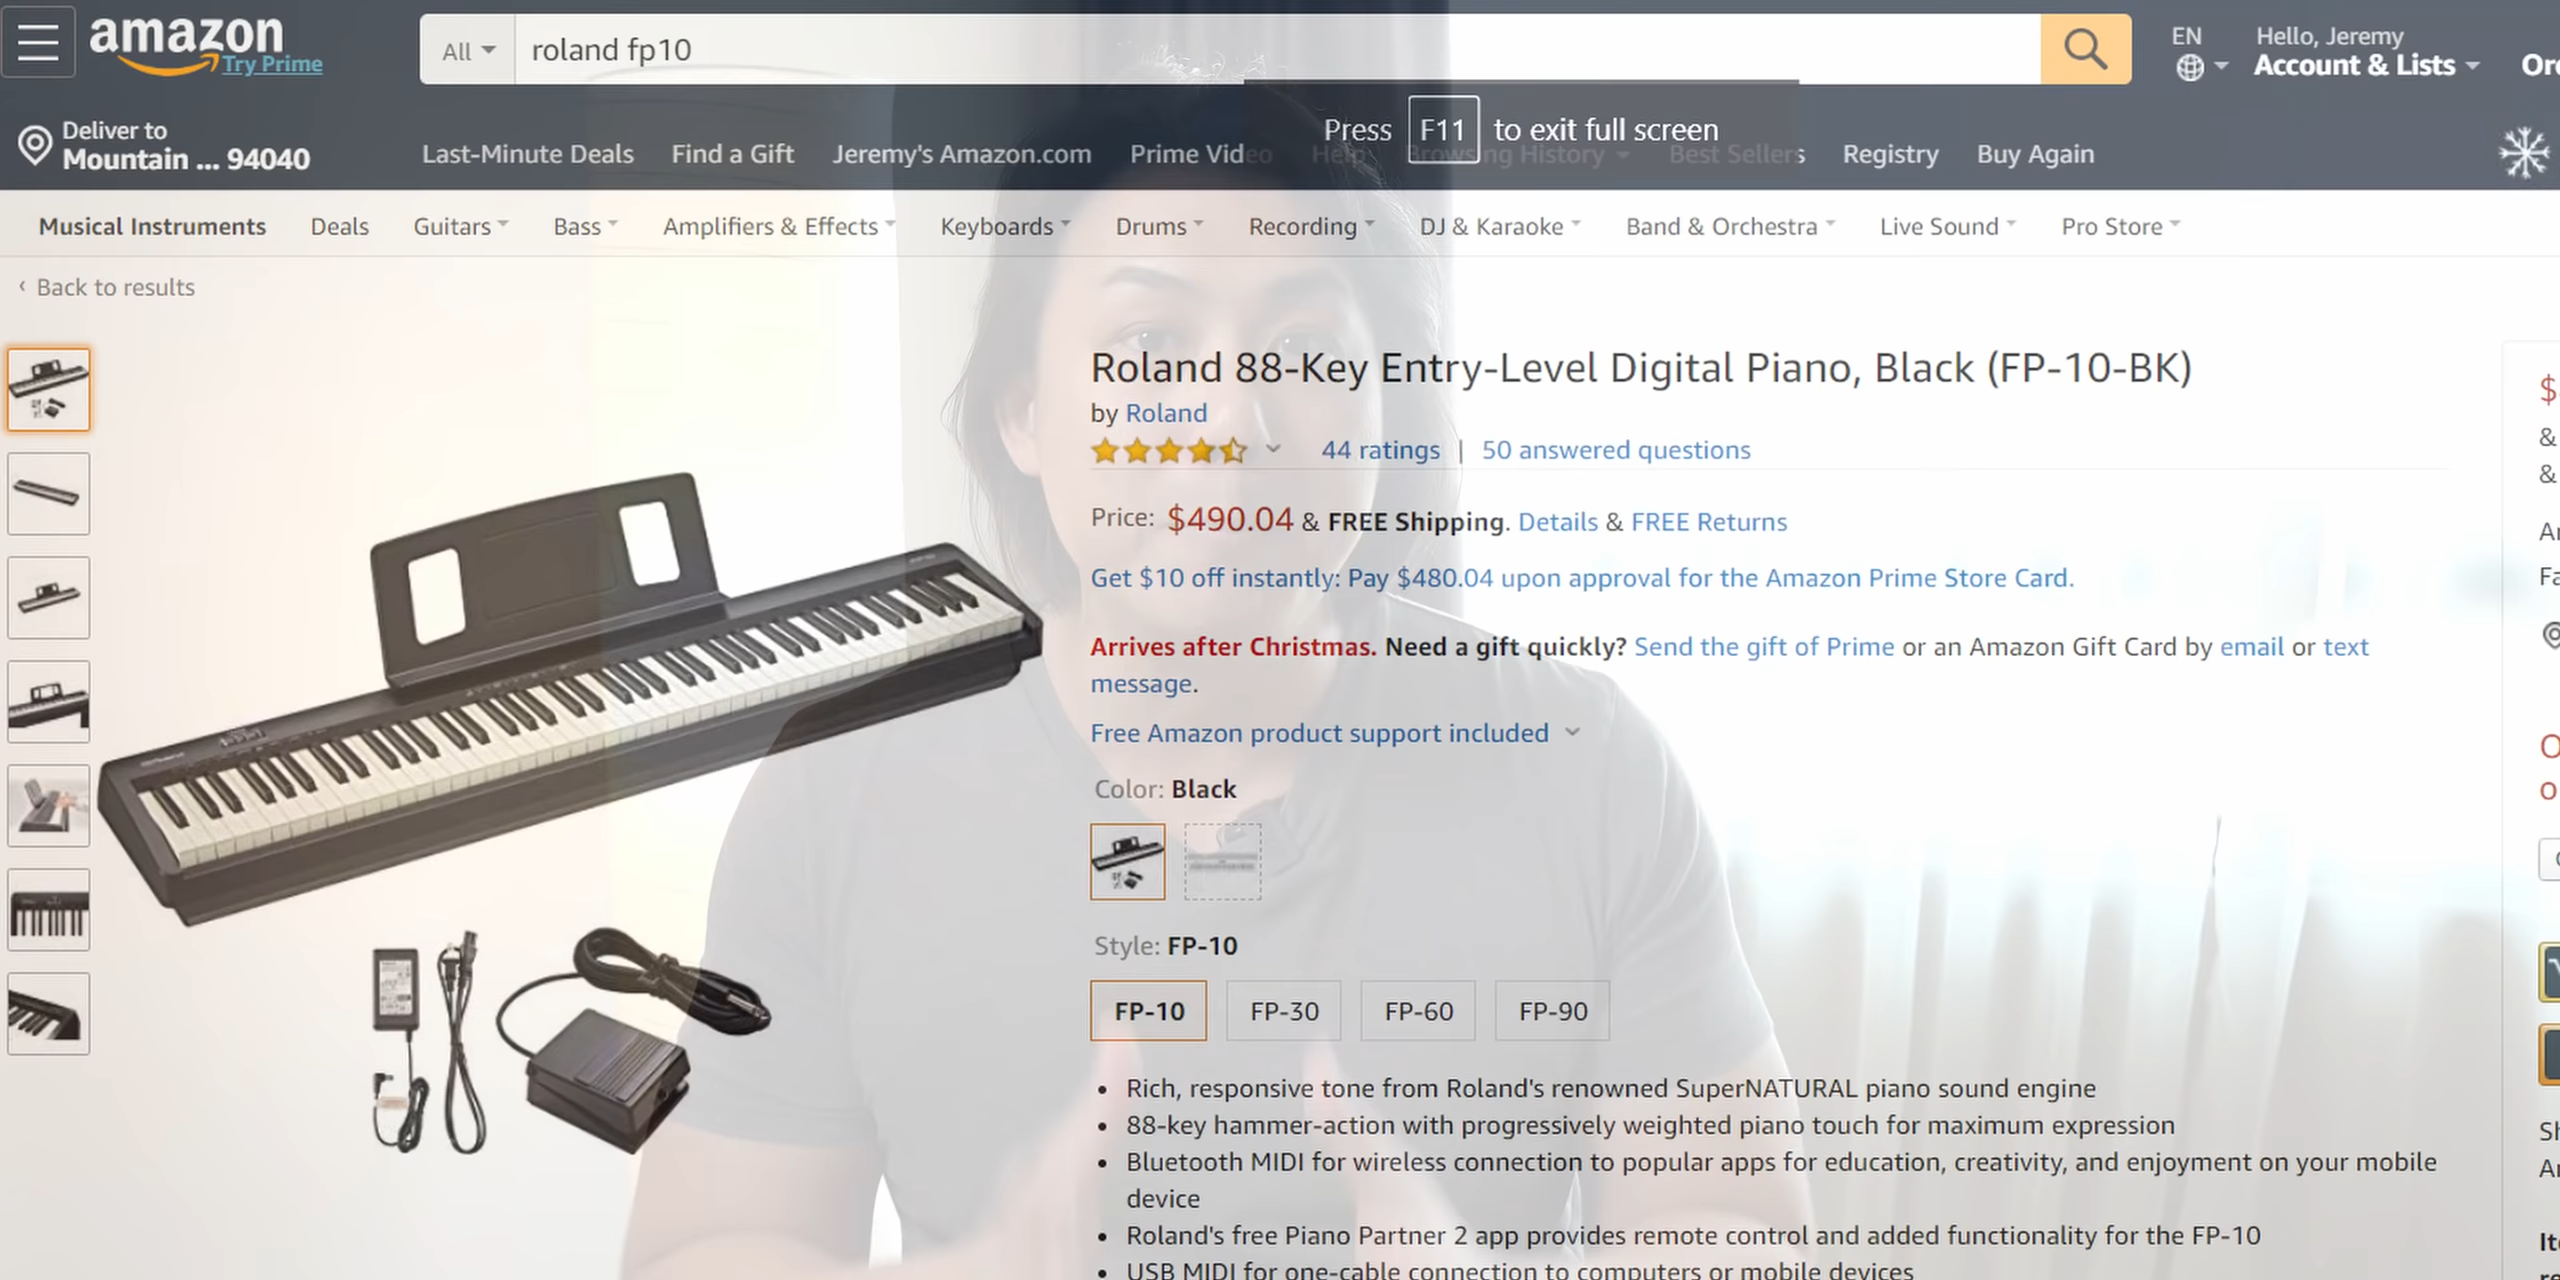 amazon
Try Prime
All
roland fp10
EN
Hello, Jeremy
Account & Lists
Deliver to
Mountain ... 94040
Last-Minute Deals
Find a Gift
Jeremy's Amazon.com
Prime Video
Help
Browsing History
Best Sellers
Registry
Buy Again
Press F11 to exit full screen
Musical Instruments
Deals
Guitars
Bass
Amplifiers & Effects
Keyboards
Drums
Recording
DJ & Karaoke
Band & Orchestra
Live Sound
Pro Store
‹ Back to results
Roland 88-Key Entry-Level Digital Piano, Black (FP-10-BK)
by Roland
44 ratings | 50 answered questions
Price: $490.04 & FREE Shipping. Details & FREE Returns
Get $10 off instantly: Pay $480.04 upon approval for the Amazon Prime Store Card.
Arrives after Christmas. Need a gift quickly? Send the gift of Prime or an Amazon Gift Card by email or text
message.
Free Amazon product support included
Color: Black
Style: FP-10
FP-10
FP-30
FP-60
FP-90
• Rich, responsive tone from Roland's renowned SuperNATURAL piano sound engine
• 88-key hammer-action with progressively weighted piano touch for maximum expression
• Bluetooth MIDI for wireless connection to popular apps for education, creativity, and enjoyment on your mobile
device
• Roland's free Piano Partner 2 app provides remote control and added functionality for the FP-10
• USB MIDI for one-cable connection to computers or mobile devices
$
&
&